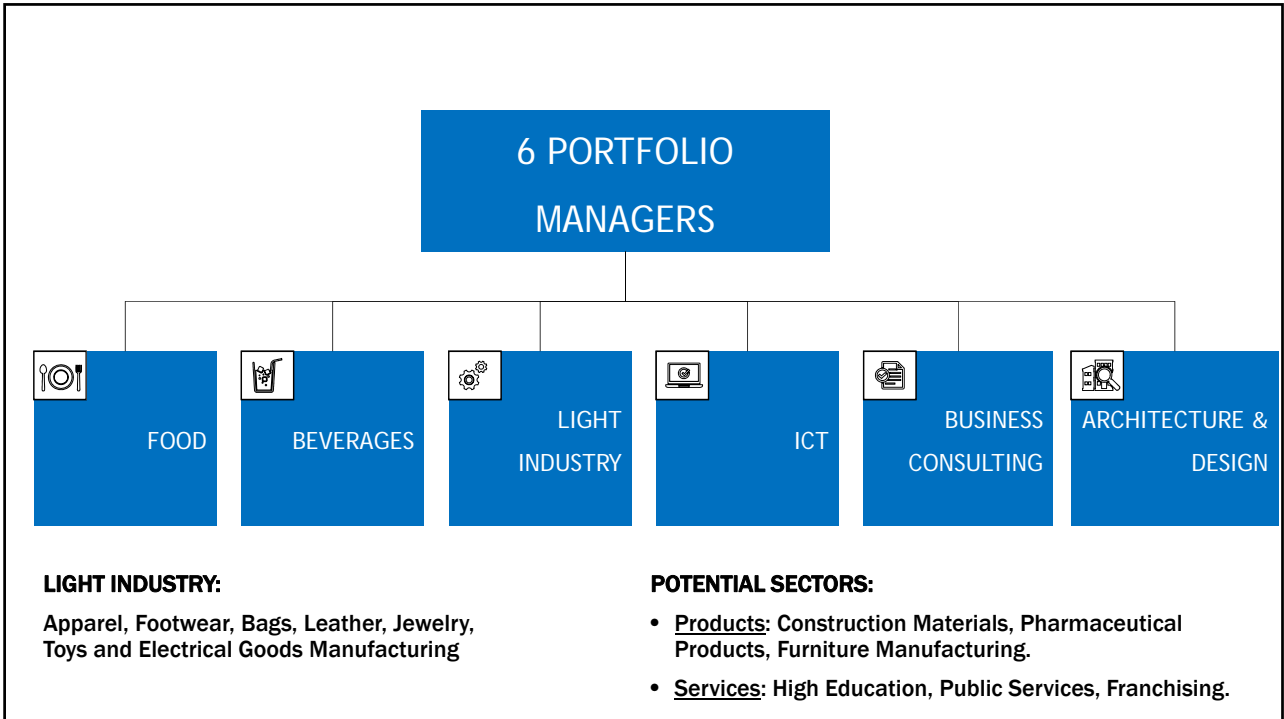 6 PORTFOLIO
MANAGERS
FOOD
BEVERAGES
LIGHT
INDUSTRY
ICT
BUSINESS
CONSULTING
ARCHITECTURE &
DESIGN
LIGHT INDUSTRY:
Apparel, Footwear, Bags, Leather, Jewelry,
Toys and Electrical Goods Manufacturing
POTENTIAL SECTORS:
• Products: Construction Materials, Pharmaceutical
Products, Furniture Manufacturing.
• Services: High Education, Public Services, Franchising.